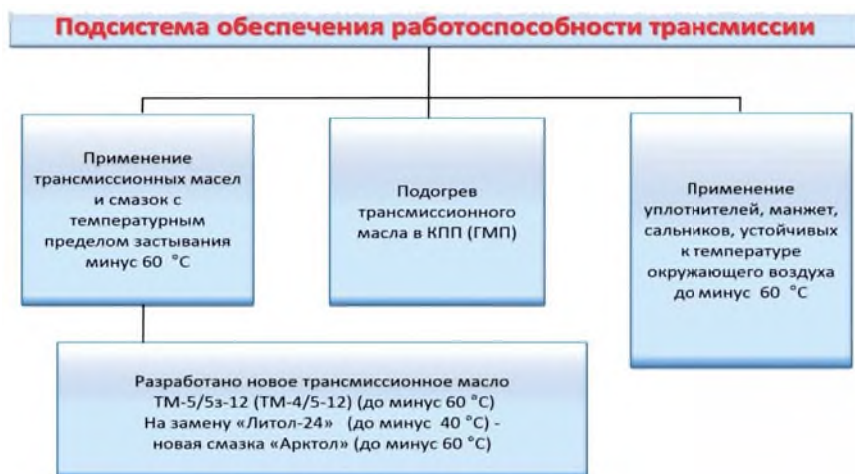 Подсистема обеспечения работоспособности трансмиссии
Применение
трансмиссионных масел
и смазок с
температурным
пределом застывания
минус 60 °С
Подогрев
трансмиссионного
масла в КПП (ГМП)
Применение
уплотнителей, манжет,
сальников, устойчивых
к температуре
окружающего воздуха
до минус 60 °С
Разработано новое трансмиссионное масло
ТМ-5/5з-12 (ТМ-4/5-12) (до минус 60 °С)
На замену «Литол-24» (до минус 40 °С) -
новая смазка «Арктол» (до минус 60 °С)